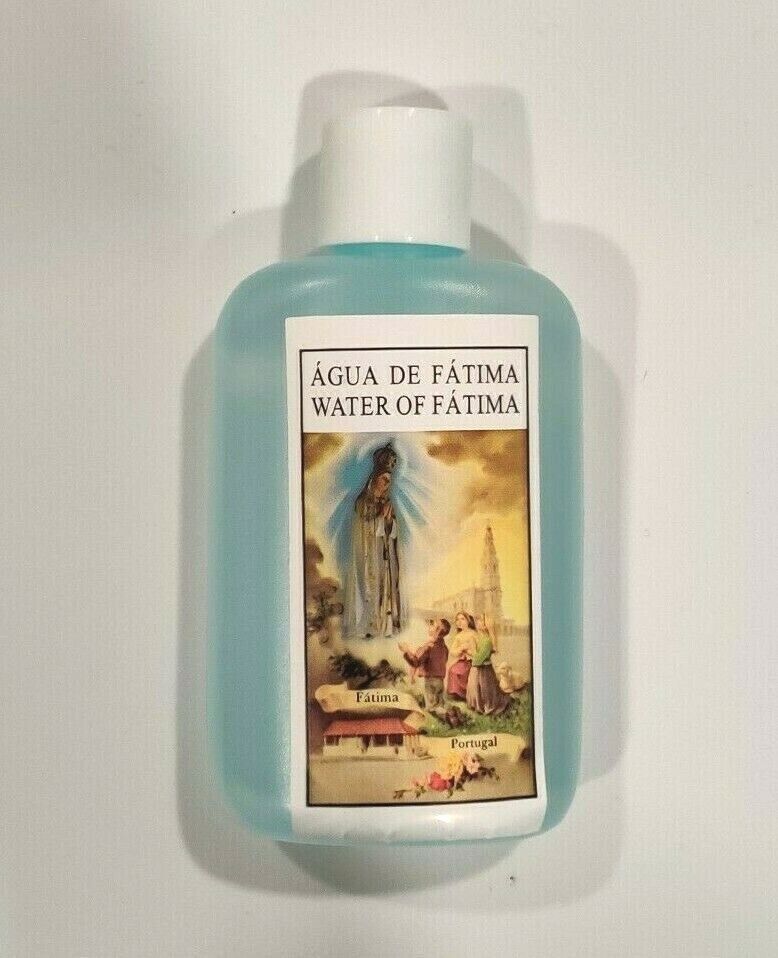 ÁGUA DE FÁTIMA
WATER OF FÁTIMA
Fátima
Portugal